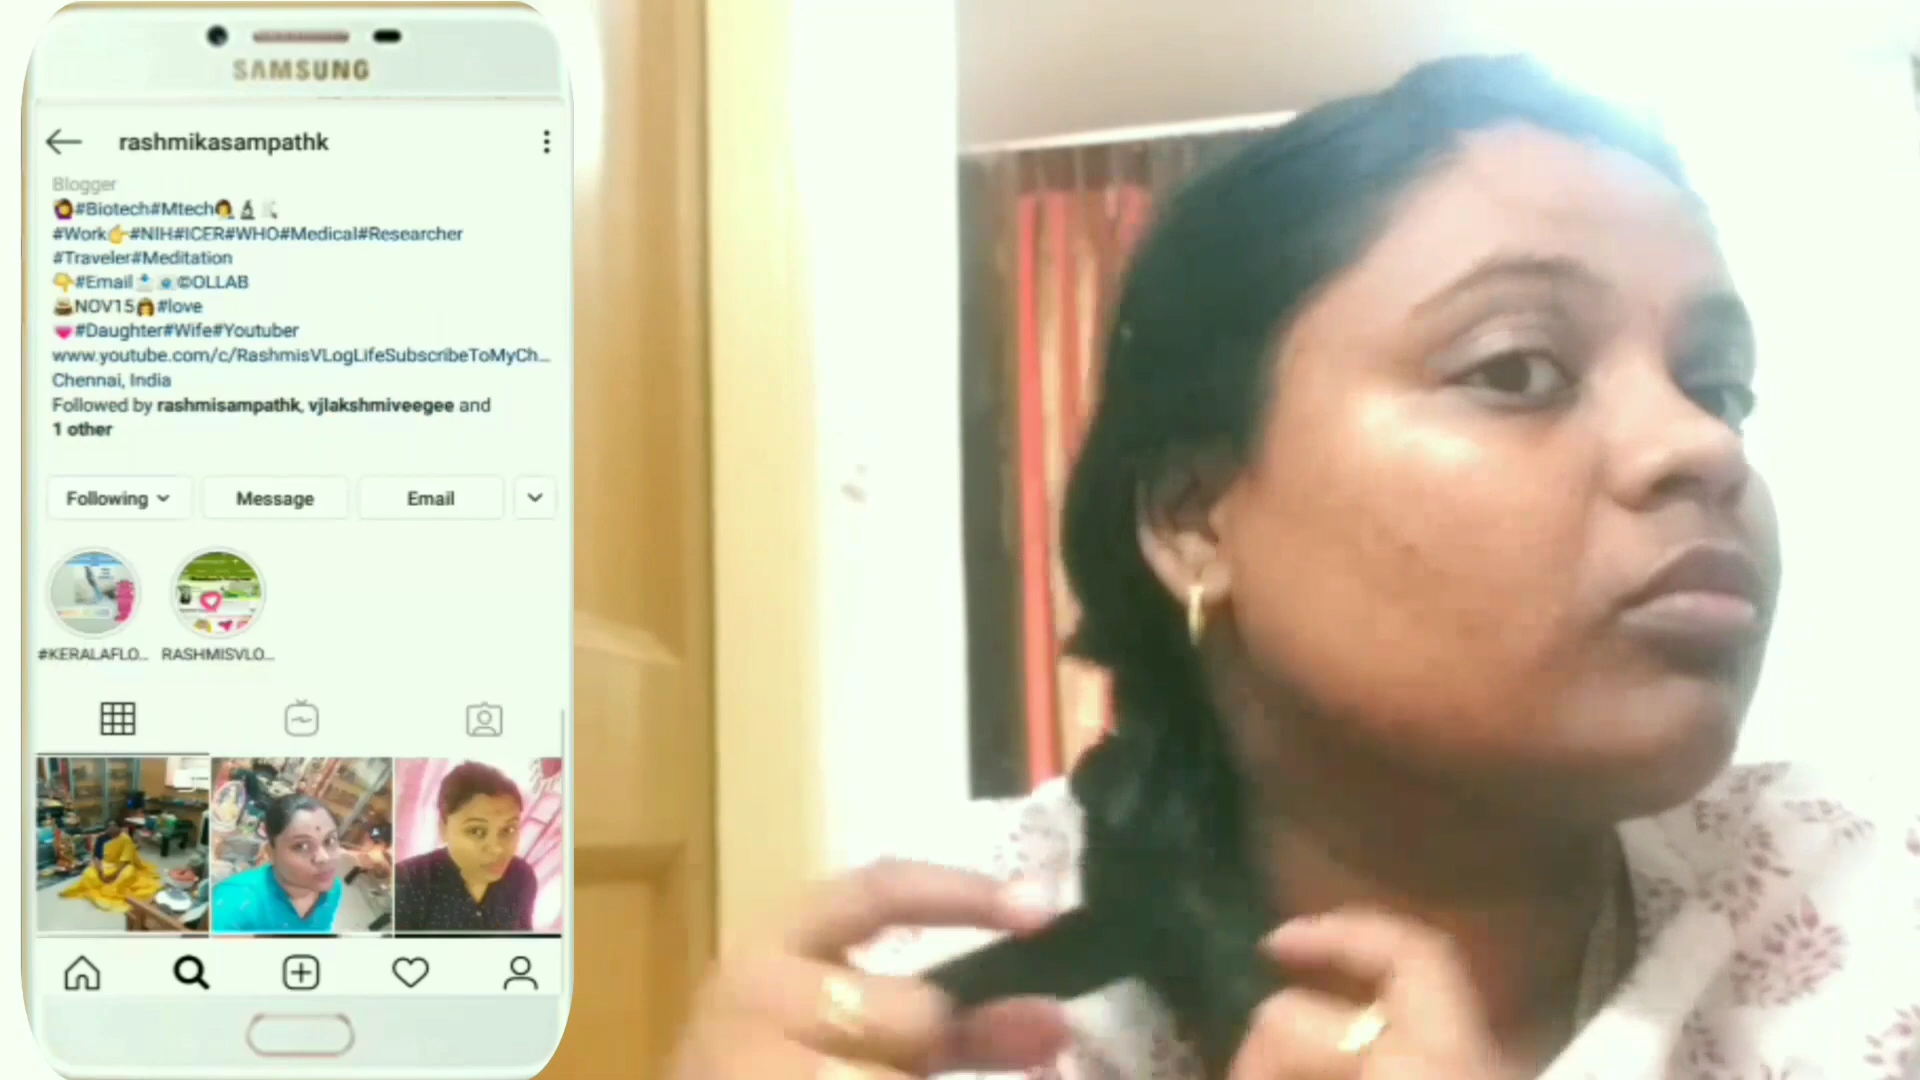 SAMSUNG
rashmikasampathk
Blogger
#Biotech#Mtech
#Work#NIH#ICER#WHO#Medical#Researcher
#Traveler#Meditation
#Email©OLLAB
NOV15#love
#Daughter#Wife#Youtuber
www.youtube.com/c/RashmisVLogLifeSubscribeToMyCh...
Chennai, India
Followed by rashmisampathk, vjlakshmiveegee and
1 other
Following Message Email
#KERALAFLO... RASHMISVLO...